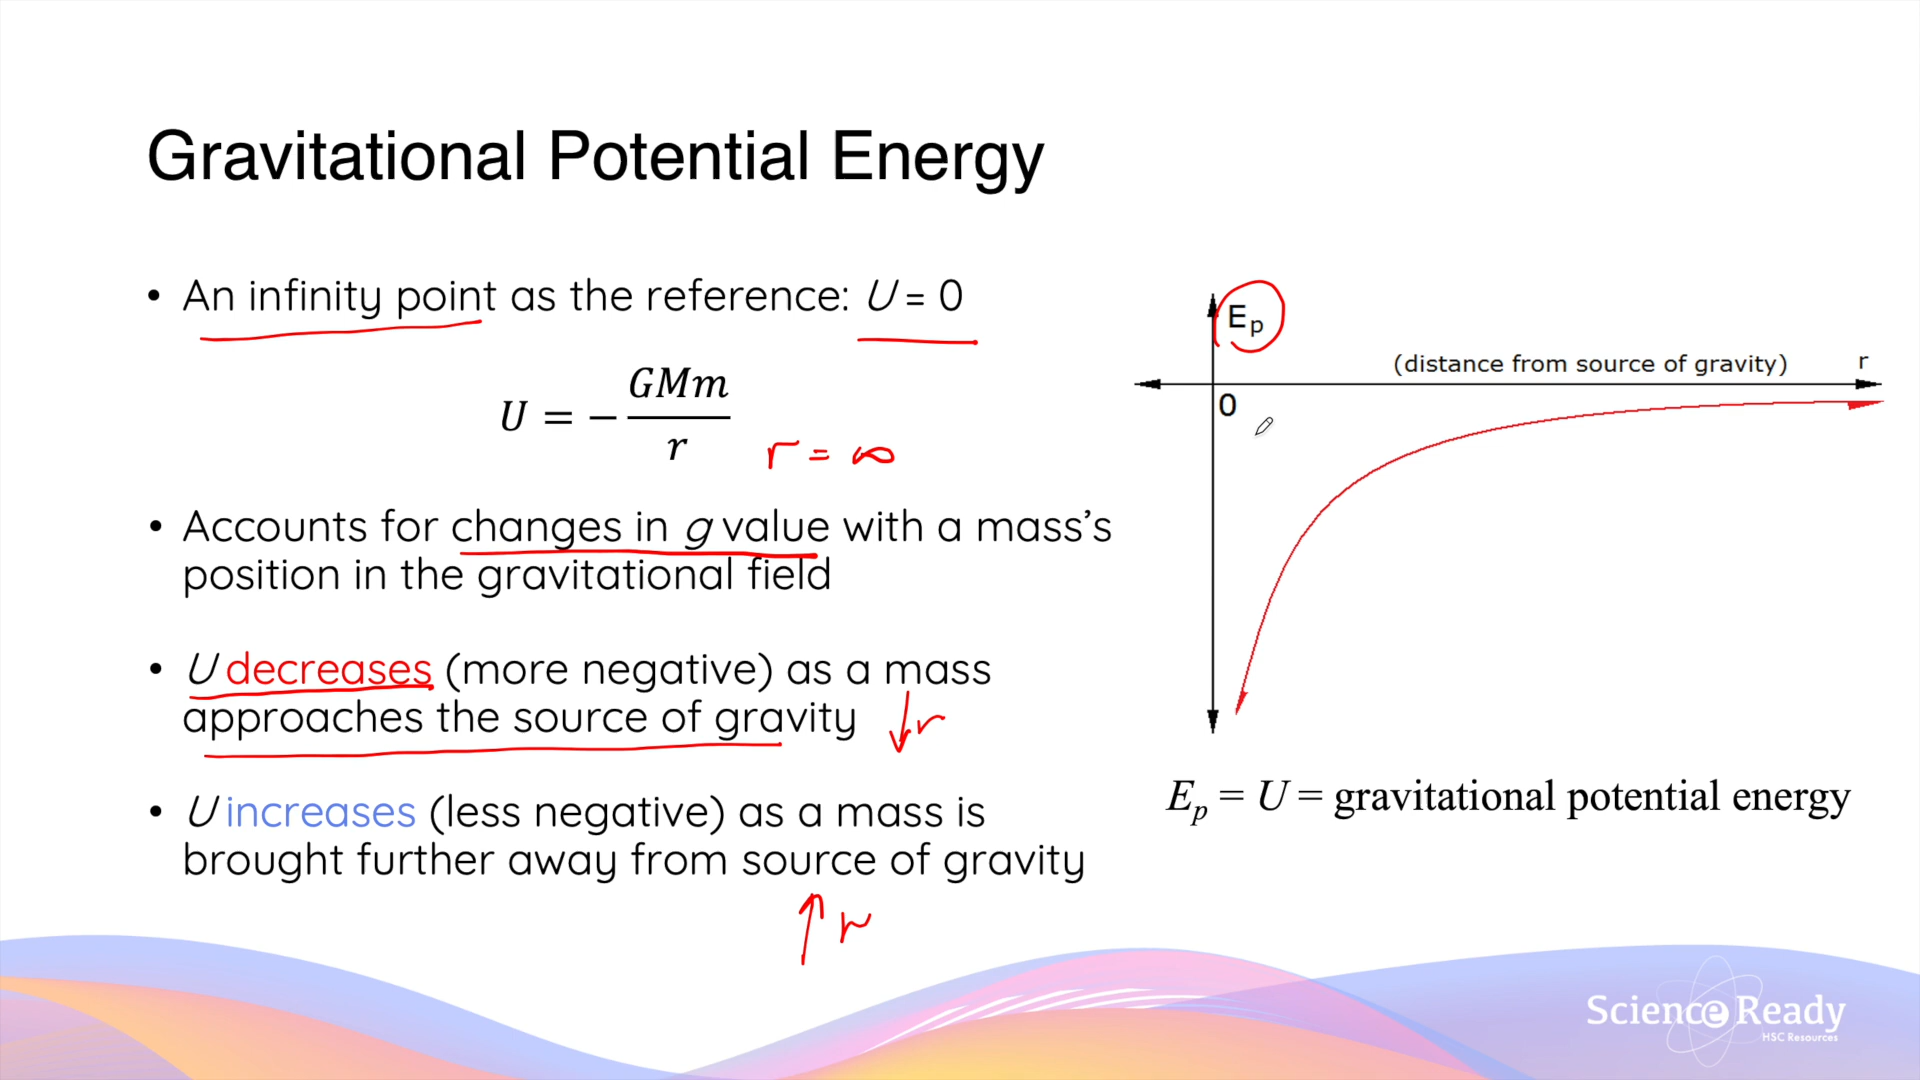 Gravitational Potential Energy
• An infinity point as the reference: U = 0
U = − GMm / r
r = ∞
• Accounts for changes in g value with a mass’s
position in the gravitational field
• U decreases (more negative) as a mass
approaches the source of gravity
↓r
• U increases (less negative) as a mass is
brought further away from source of gravity
↑r
Ep
(distance from source of gravity) r
0
Ep = U = gravitational potential energy
Science Ready
HSC Resources